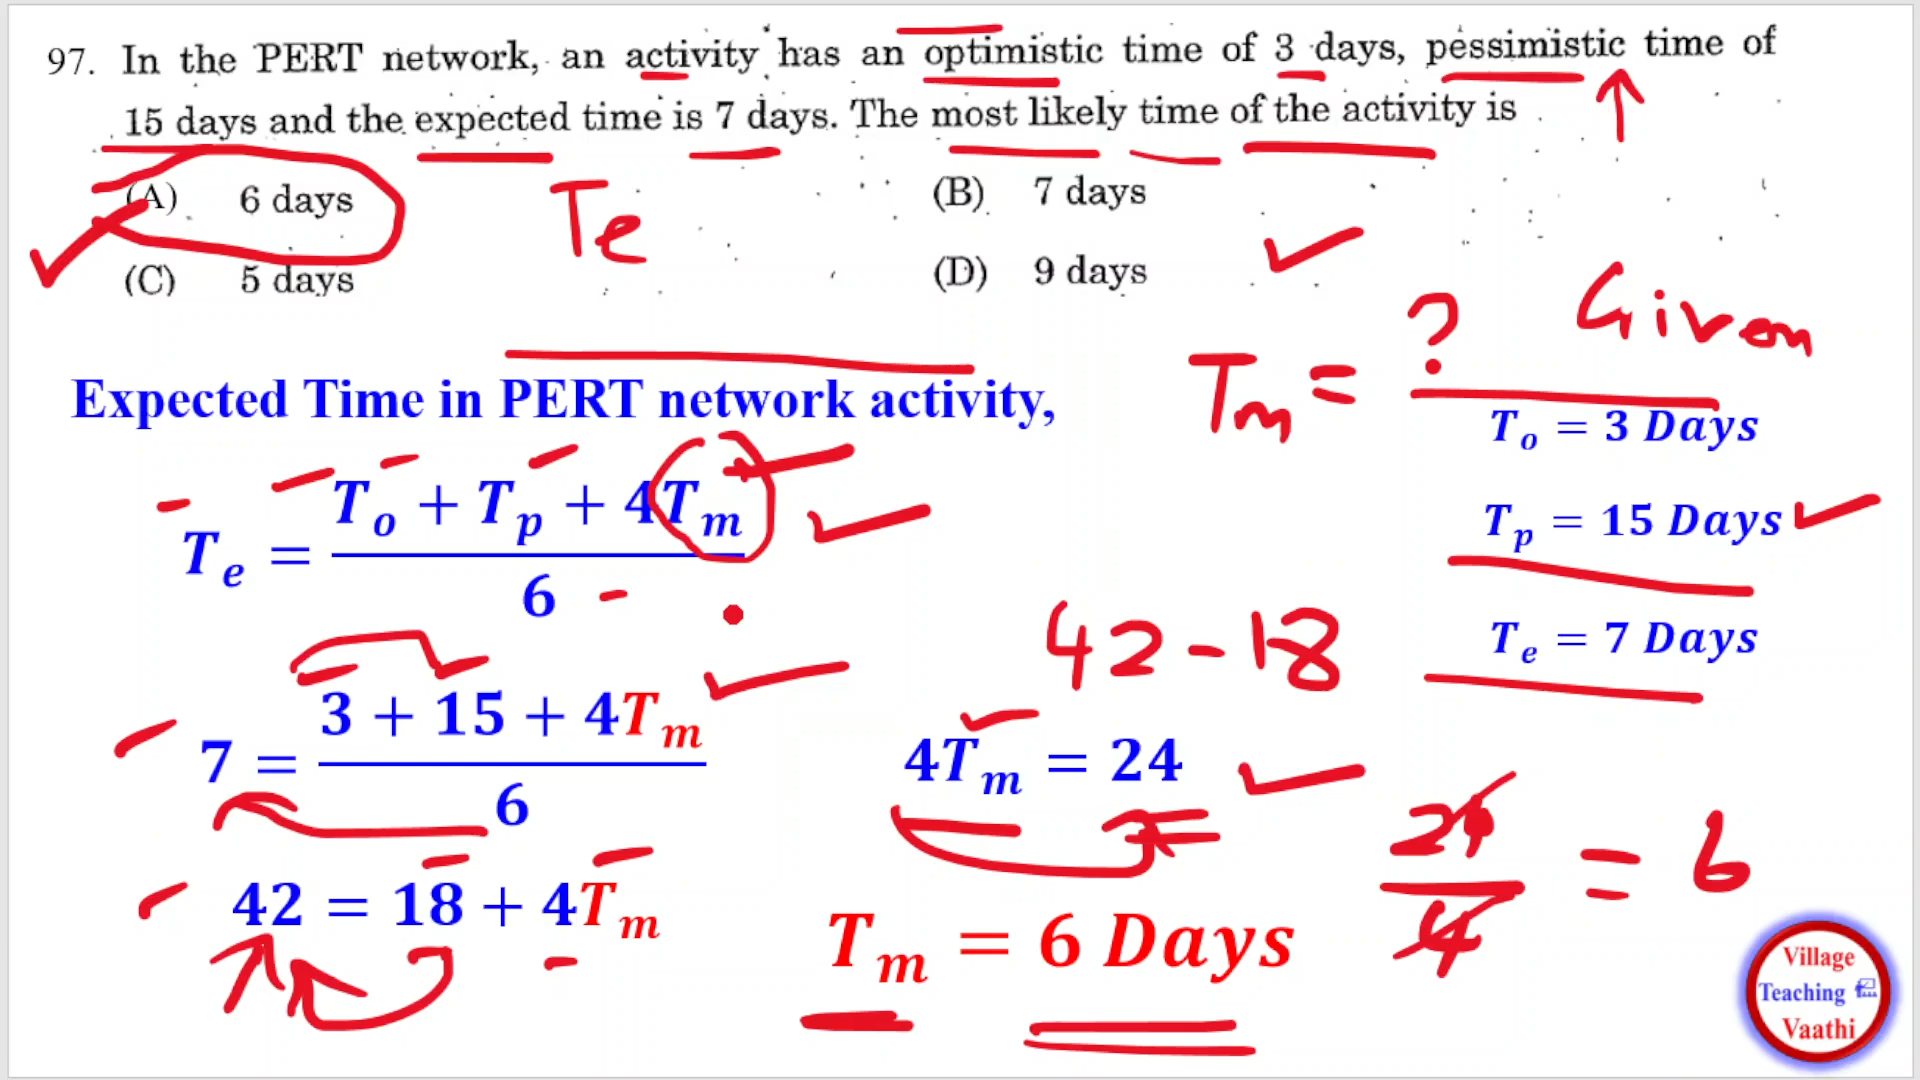 97. In the PERT network, an activity has an optimistic time of 3 days, pessimistic time of
15 days and the expected time is 7 days. The most likely time of the activity is
(A) 6 days (B) 7 days
(C) 5 days (D) 9 days
Te
Given
Tm = ?
Expected Time in PERT network activity,
To = 3 Days
Te = To + Tp + 4Tm / 6
Tp = 15 Days
Te = 7 Days
42 - 18
7 = 3 + 15 + 4Tm / 6
4Tm = 24
24 / 4 = 6
42 = 18 + 4Tm
Tm = 6 Days
Village
Teaching
Vaathi